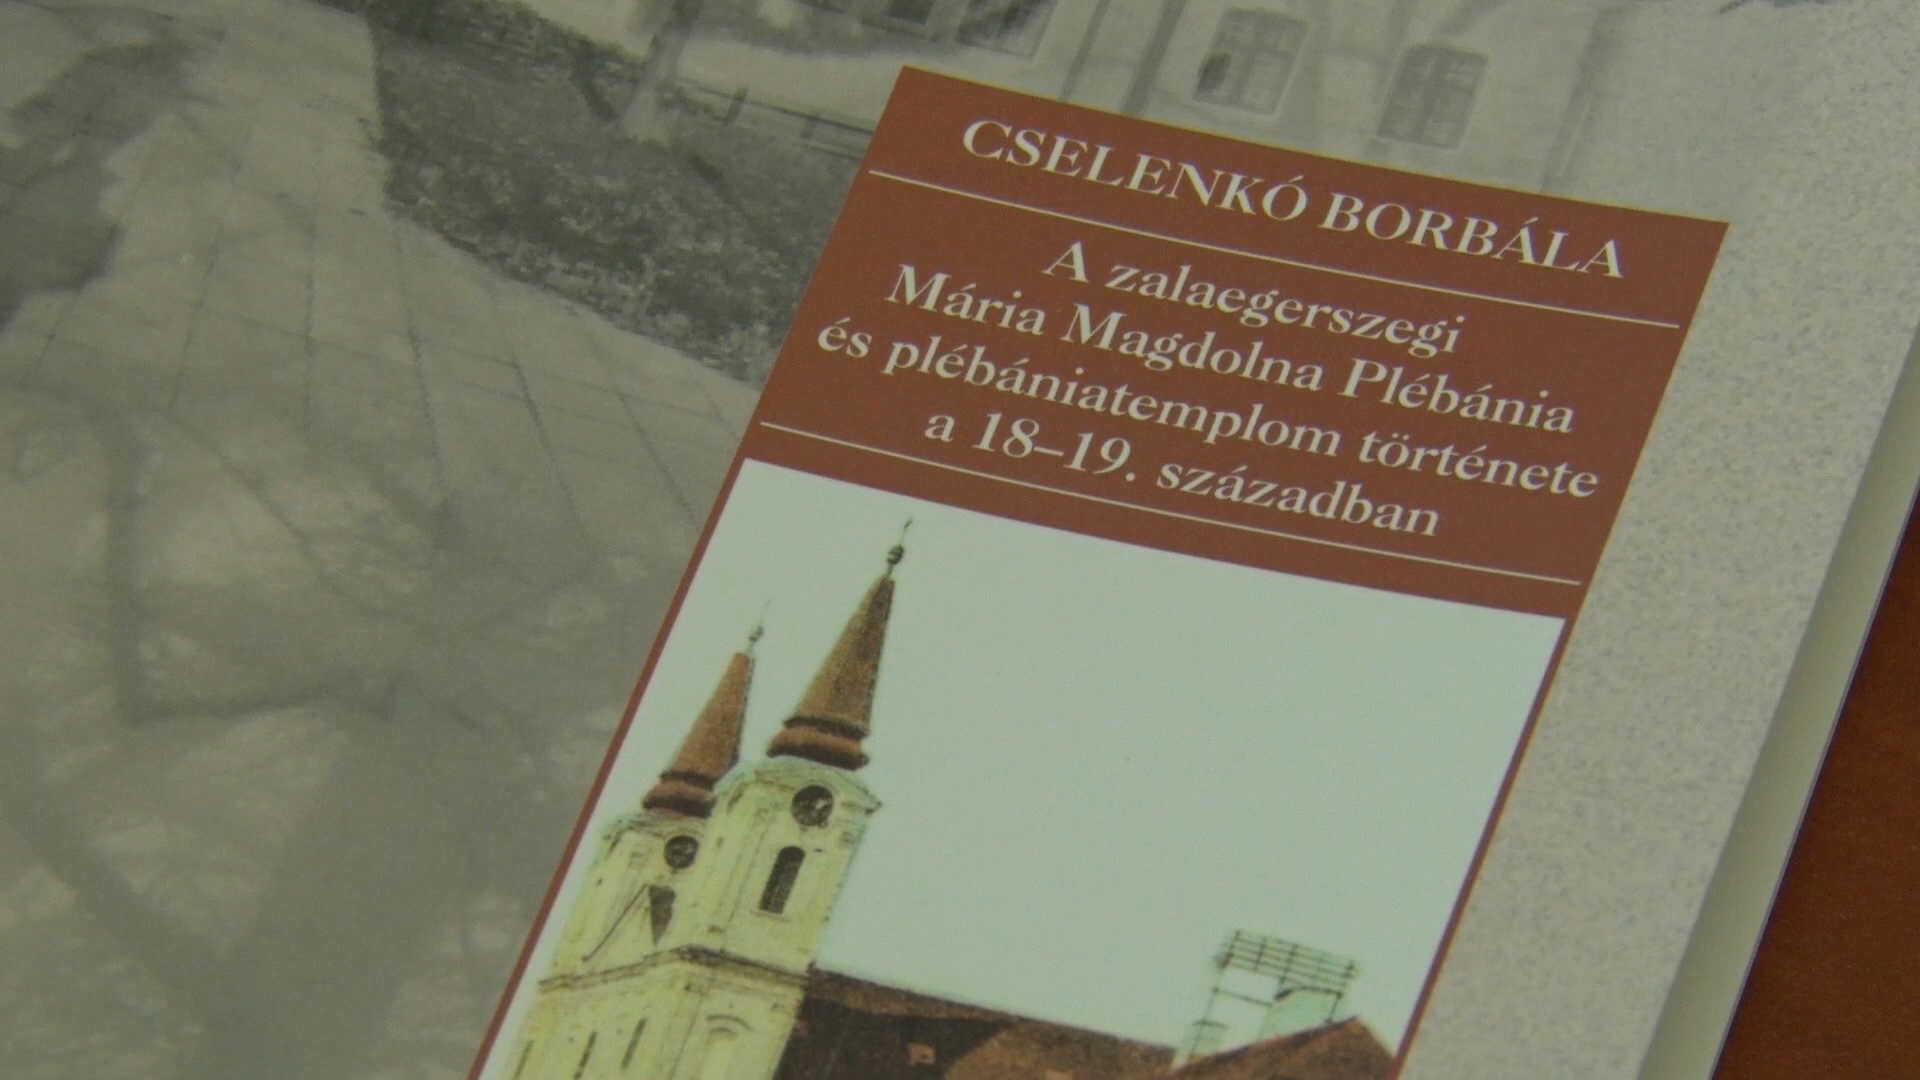 CSELENKÓ BORBÁLA
A zalaegerszegi
Mária Magdolna Plébánia
és plébániatemplom története
a 18–19. században